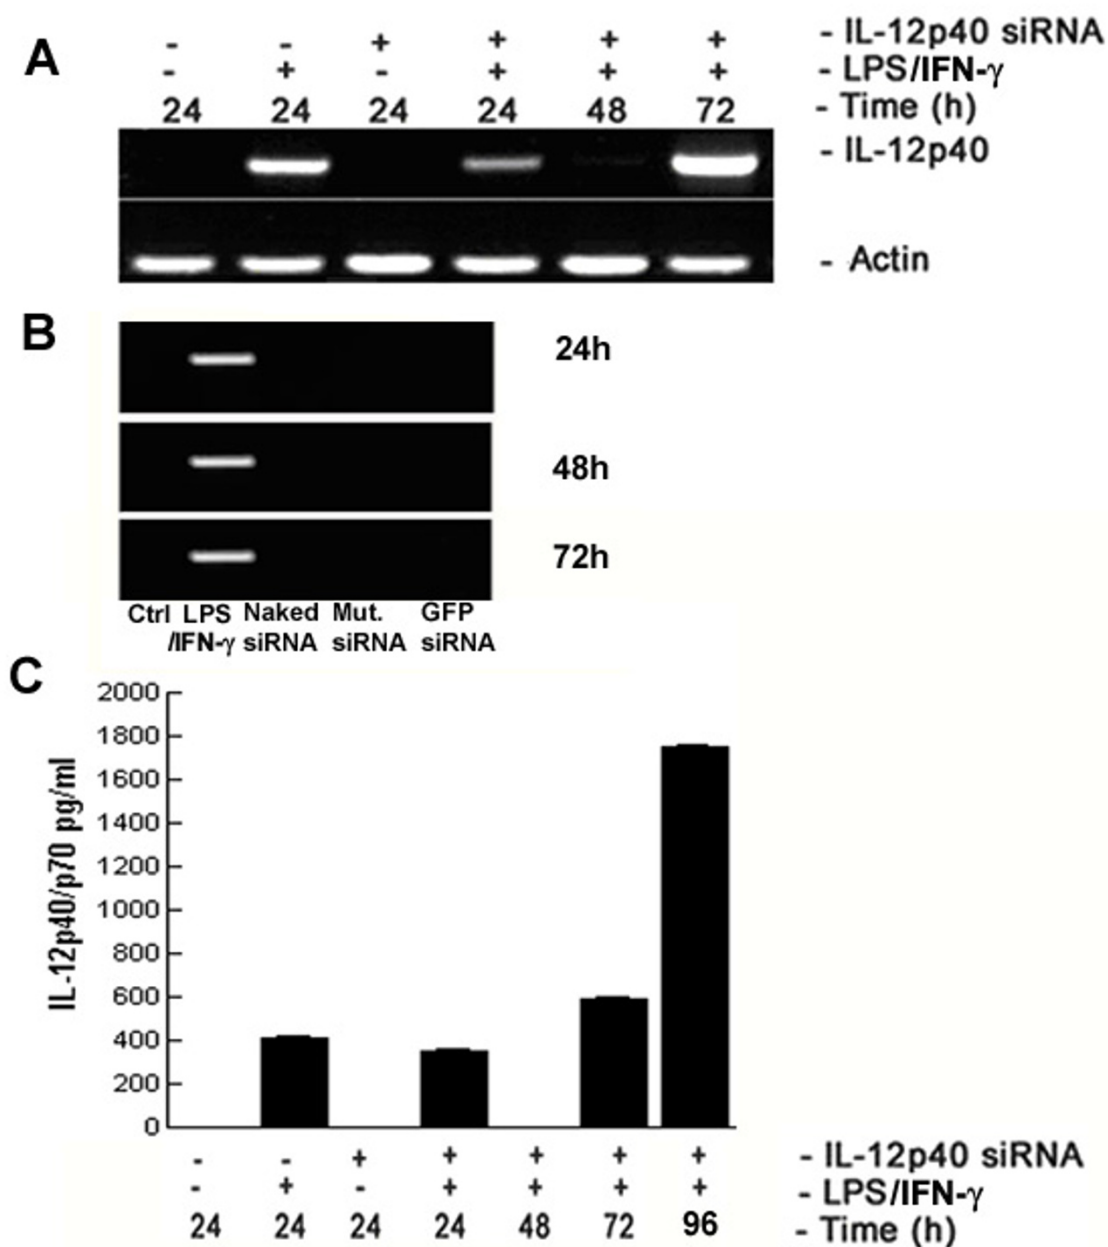 A
- - + + + + - IL-12p40 siRNA
- + - + + + - LPS/IFN-γ
24 24 24 24 48 72 - Time (h)
- IL-12p40
- Actin
B
24h
48h
72h
Ctrl LPS Naked Mut. GFP
/IFN-γ siRNA siRNA siRNA
C
IL-12p40/p70 pg/ml
2000
1800
1600
1400
1200
1000
800
600
400
200
0
- - + + + + + - IL-12p40 siRNA
- + - + + + + - LPS/IFN-γ
24 24 24 24 48 72 96 - Time (h)